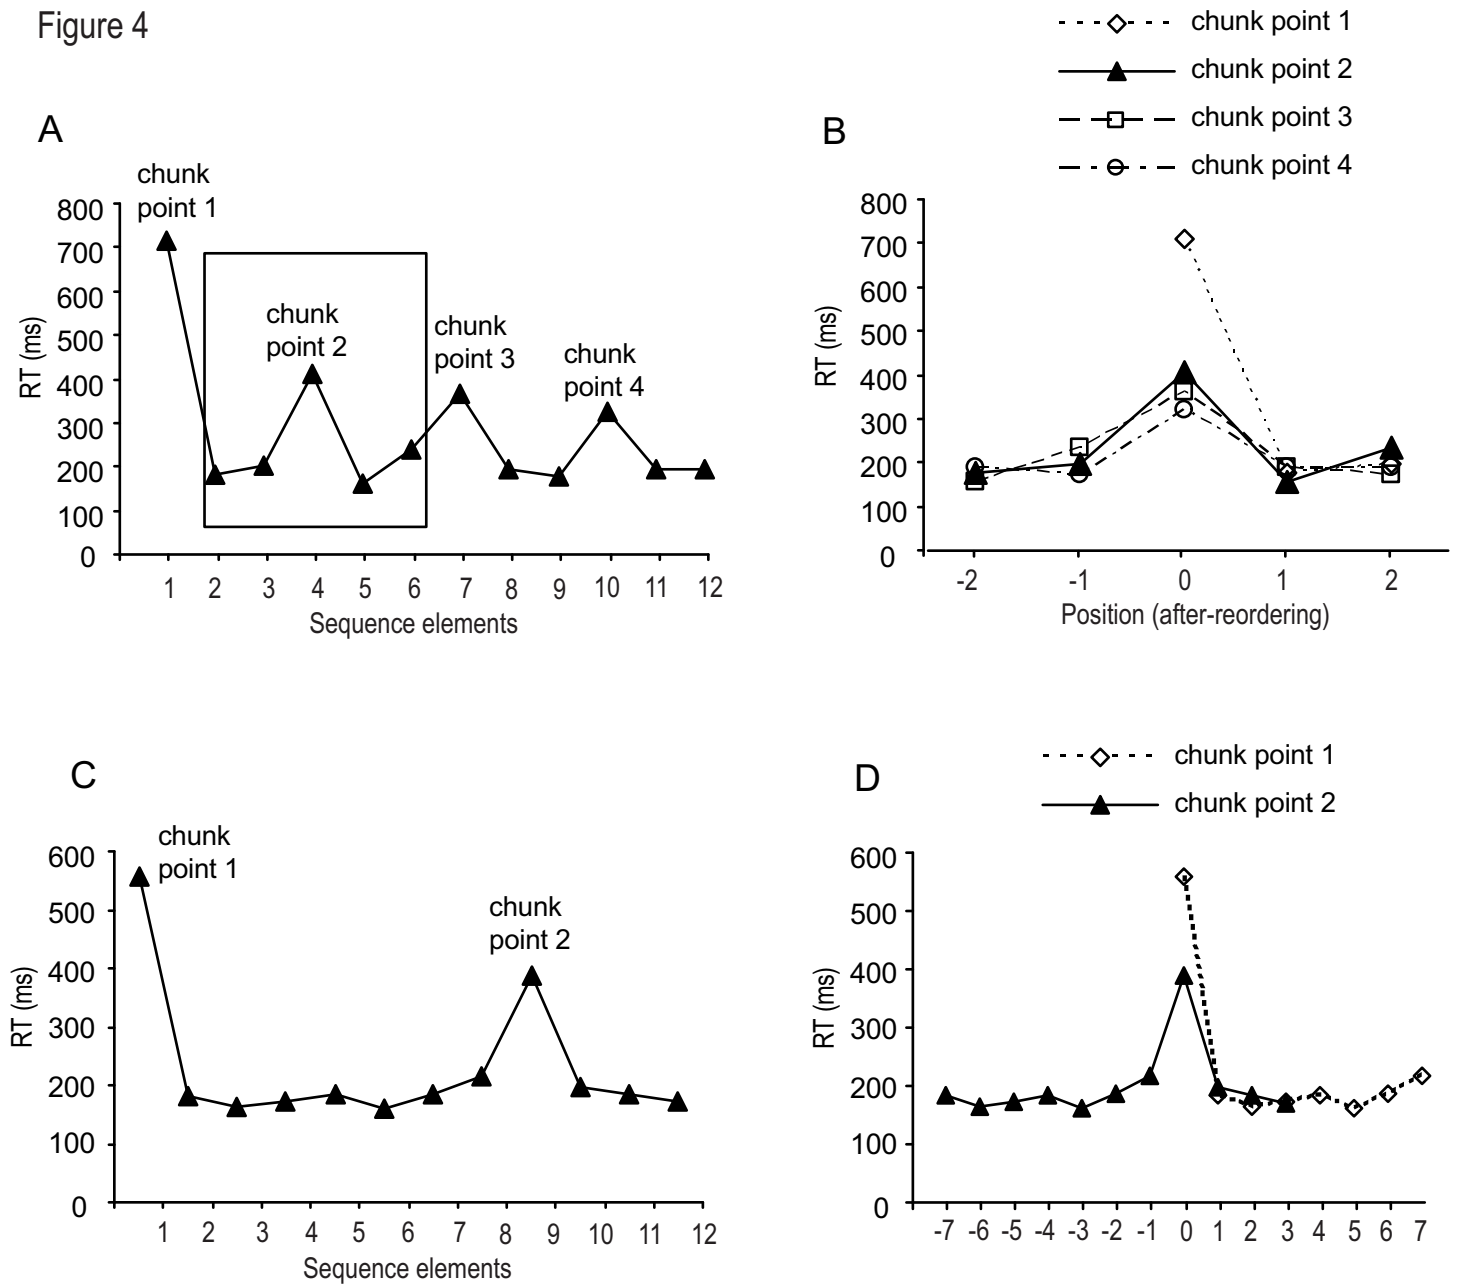 Figure 4
A
chunk
point 1
chunk
point 2
chunk
point 3
chunk
point 4
800
700
600
500
400
300
200
100
0
RT (ms)
1 2 3 4 5 6 7 8 9 10 11 12
Sequence elements
chunk point 1
chunk point 2
chunk point 3
chunk point 4
B
800
700
600
500
400
300
200
100
0
RT (ms)
-2 -1 0 1 2
Position (after-reordering)
C
chunk
point 1
chunk
point 2
600
500
400
300
200
100
0
RT (ms)
1 2 3 4 5 6 7 8 9 10 11 12
Sequence elements
D
chunk point 1
chunk point 2
600
500
400
300
200
100
0
RT (ms)
-7 -6 -5 -4 -3 -2 -1 0 1 2 3 4 5 6 7